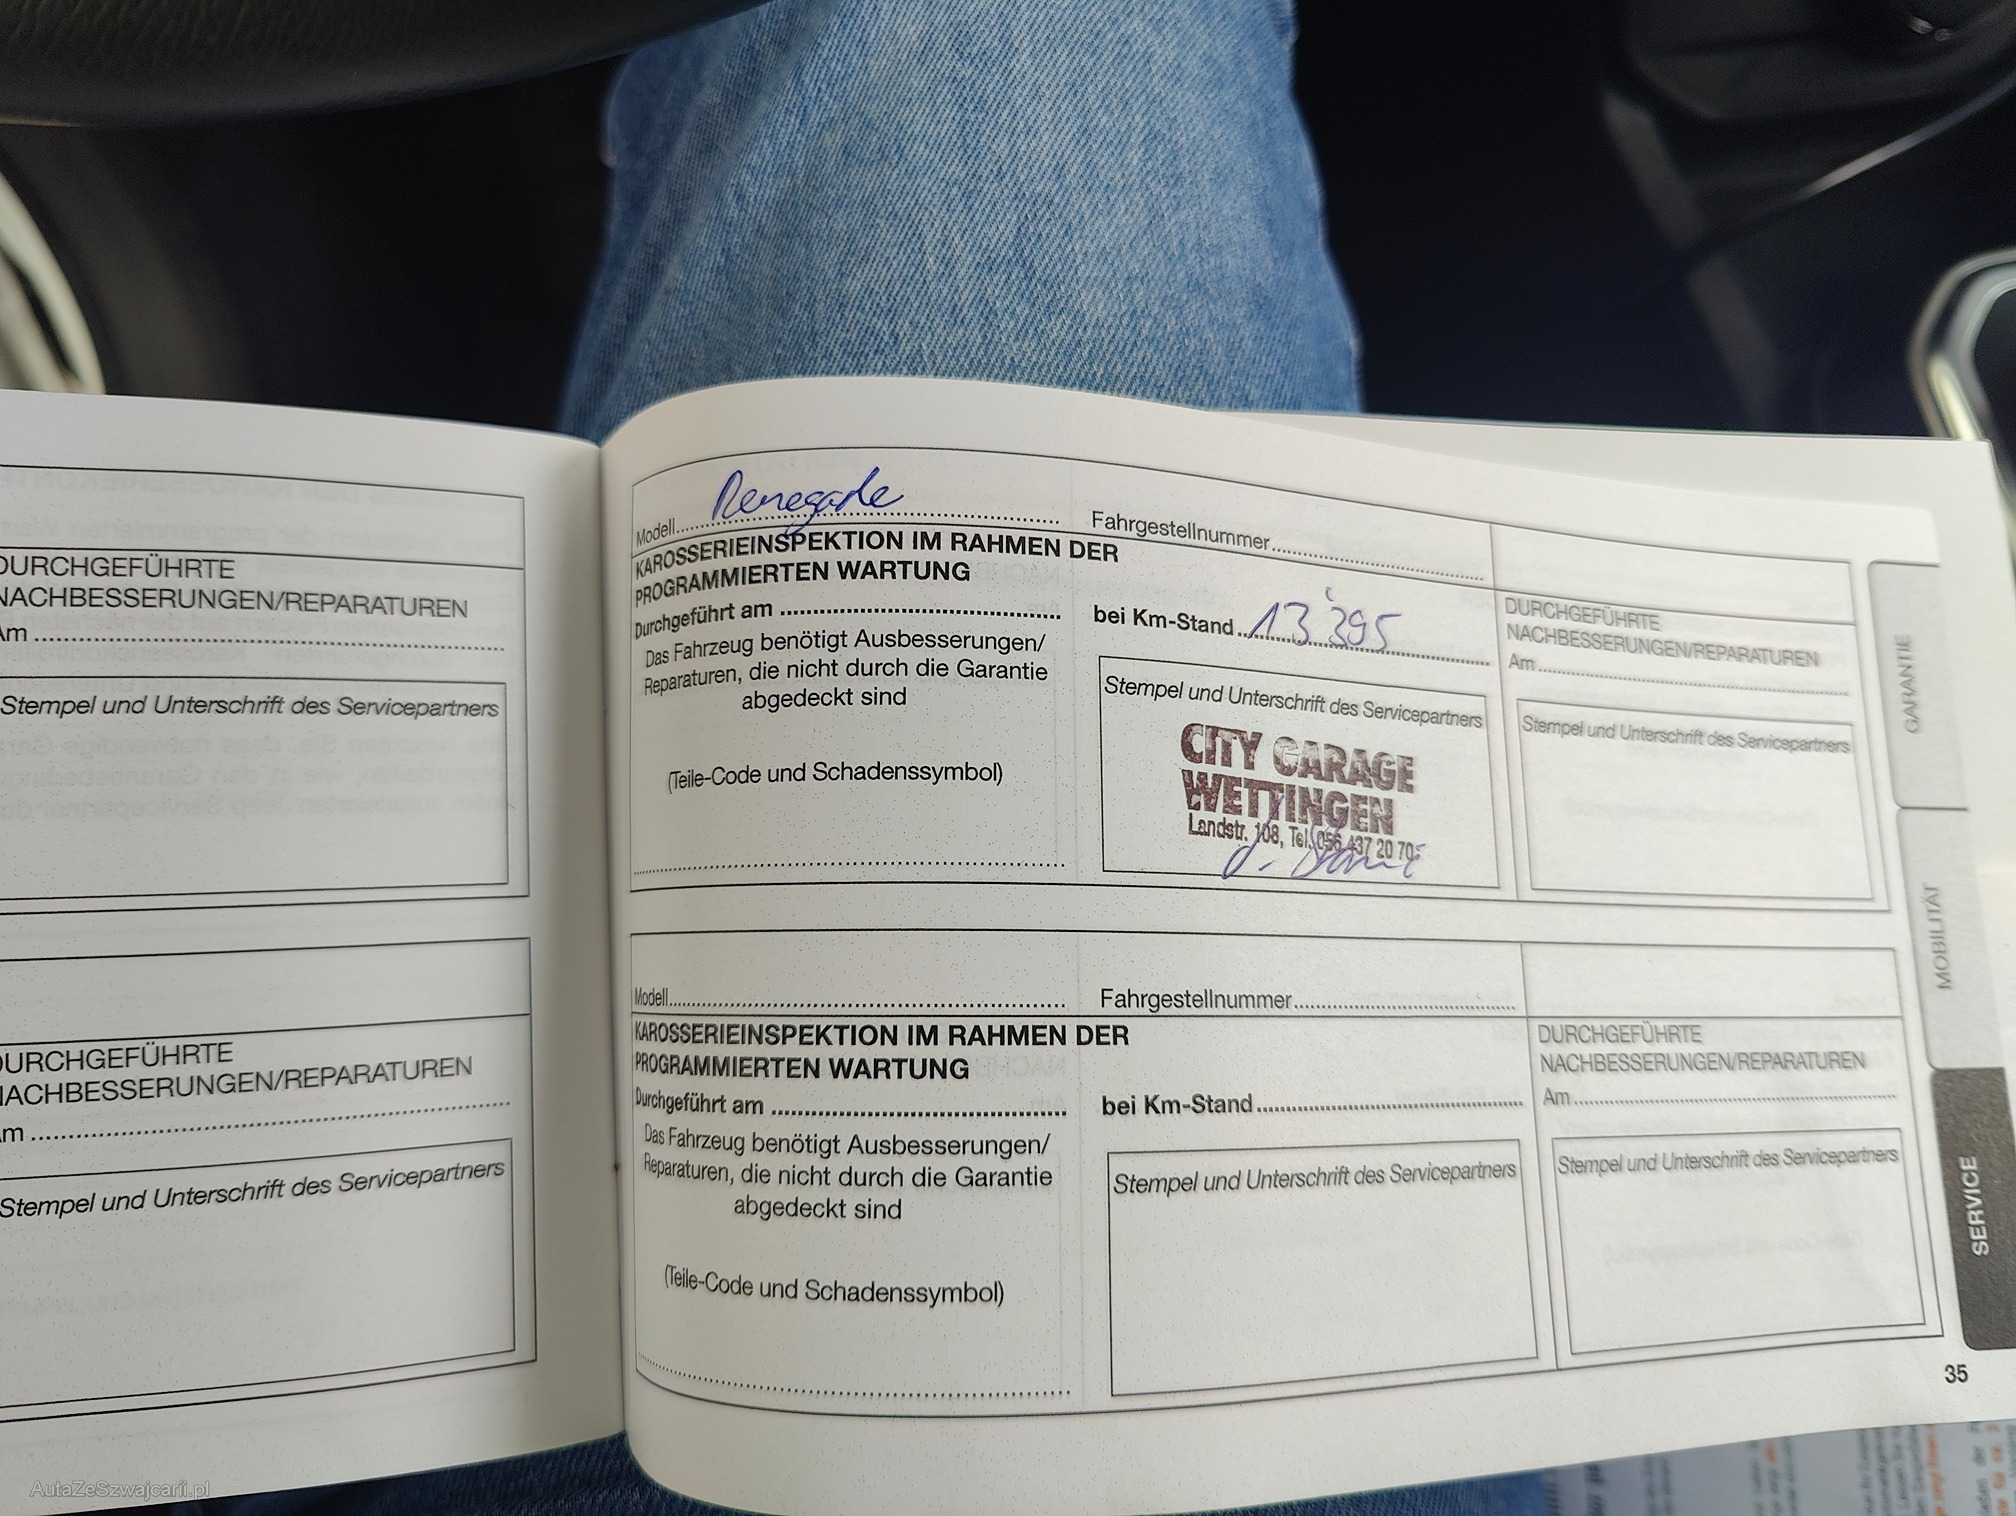 DURCHGEFÜHRTE
NACHBESSERUNGEN/REPARATUREN
Am
Stempel und Unterschrift des Servicepartners
DURCHGEFÜHRTE
NACHBESSERUNGEN/REPARATUREN
Am
Stempel und Unterschrift des Servicepartners
Modell Renegade Fahrgestellnummer
KAROSSERIEINSPEKTION IM RAHMEN DER
PROGRAMMIERTEN WARTUNG
Durchgeführt am bei Km-Stand 13'395
Das Fahrzeug benötigt Ausbesserungen/
Reparaturen, die nicht durch die Garantie
abgedeckt sind
(Teile-Code und Schadenssymbol)
Stempel und Unterschrift des Servicepartners
CITY GARAGE
WETTINGEN
Landstr. 108, Tel. 056 437 20 70
DURCHGEFÜHRTE
NACHBESSERUNGEN/REPARATUREN
Am
Stempel und Unterschrift des Servicepartners
Modell Fahrgestellnummer
KAROSSERIEINSPEKTION IM RAHMEN DER
PROGRAMMIERTEN WARTUNG
Durchgeführt am bei Km-Stand
Das Fahrzeug benötigt Ausbesserungen/
Reparaturen, die nicht durch die Garantie
abgedeckt sind
(Teile-Code und Schadenssymbol)
Stempel und Unterschrift des Servicepartners
DURCHGEFÜHRTE
NACHBESSERUNGEN/REPARATUREN
Am
Stempel und Unterschrift des Servicepartners
GARANTIE
MOBILITÄT
SERVICE
35
AutaZeSzwajcarii.pl